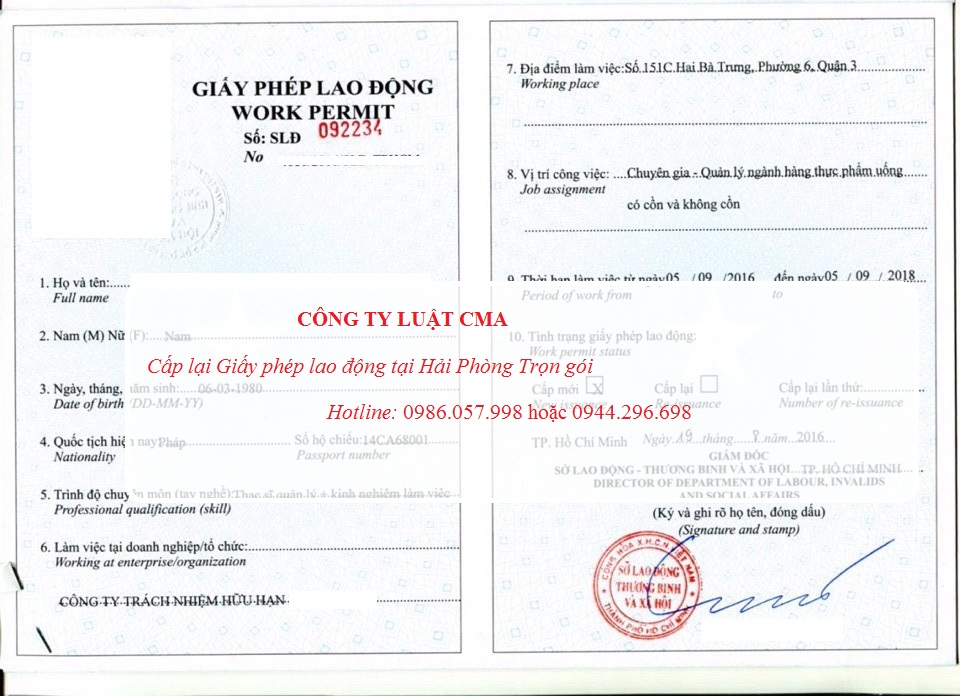 GIẤY PHÉP LAO ĐỘNG
WORK PERMIT
Số: SLĐ 092234
No
1. Họ và tên:
Full name
2. Nam (M) Nữ (F): Nam
3. Ngày, tháng, năm sinh: 06-03-1980
Date of birth (DD-MM-YY)
4. Quốc tịch hiện nay: Pháp Số hộ chiếu: 14CA68001
Nationality Passport number
5. Trình độ chuyên môn (tay nghề): Thạc sĩ quản lý + kinh nghiệm làm việc
Professional qualification (skill)
6. Làm việc tại doanh nghiệp/tổ chức:
Working at enterprise/organization
CÔNG TY TRÁCH NHIỆM HỮU HẠN
7. Địa điểm làm việc: Số 151C Hai Bà Trưng, Phường 6, Quận 3
Working place
8. Vị trí công việc: Chuyên gia - Quản lý ngành hàng thực phẩm uống
Job assignment
có cồn và không cồn
9. Thời hạn làm việc từ ngày 05 / 09 / 2016 đến ngày 05 / 09 / 2018
Period of work from to
10. Tình trạng giấy phép lao động:
Work permit status
Cấp mới X Cấp lại Cấp lại lần thứ:
New issuance Re-issuance Number of re-issuance
TP. Hồ Chí Minh Ngày 19 tháng 8 năm 2016
GIÁM ĐỐC
SỞ LAO ĐỘNG - THƯƠNG BINH VÀ XÃ HỘI TP. HỒ CHÍ MINH
DIRECTOR OF DEPARTMENT OF LABOUR, INVALIDS
AND SOCIAL AFFAIRS
(Ký và ghi rõ họ tên, đóng dấu)
(Signature and stamp)
CỘNG HÒA X.H.C.N VIỆT NAM
SỞ LAO ĐỘNG
THƯƠNG BINH
VÀ XÃ HỘI
THÀNH PHỐ HỒ CHÍ MINH
CÔNG TY LUẬT CMA
Cấp lại Giấy phép lao động tại Hải Phòng Trọn gói
Hotline: 0986.057.998 hoặc 0944.296.698